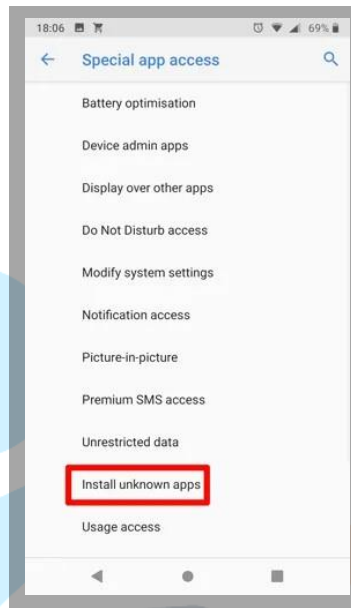 18:06 69%
Special app access
Battery optimisation
Device admin apps
Display over other apps
Do Not Disturb access
Modify system settings
Notification access
Picture-in-picture
Premium SMS access
Unrestricted data
Install unknown apps
Usage access